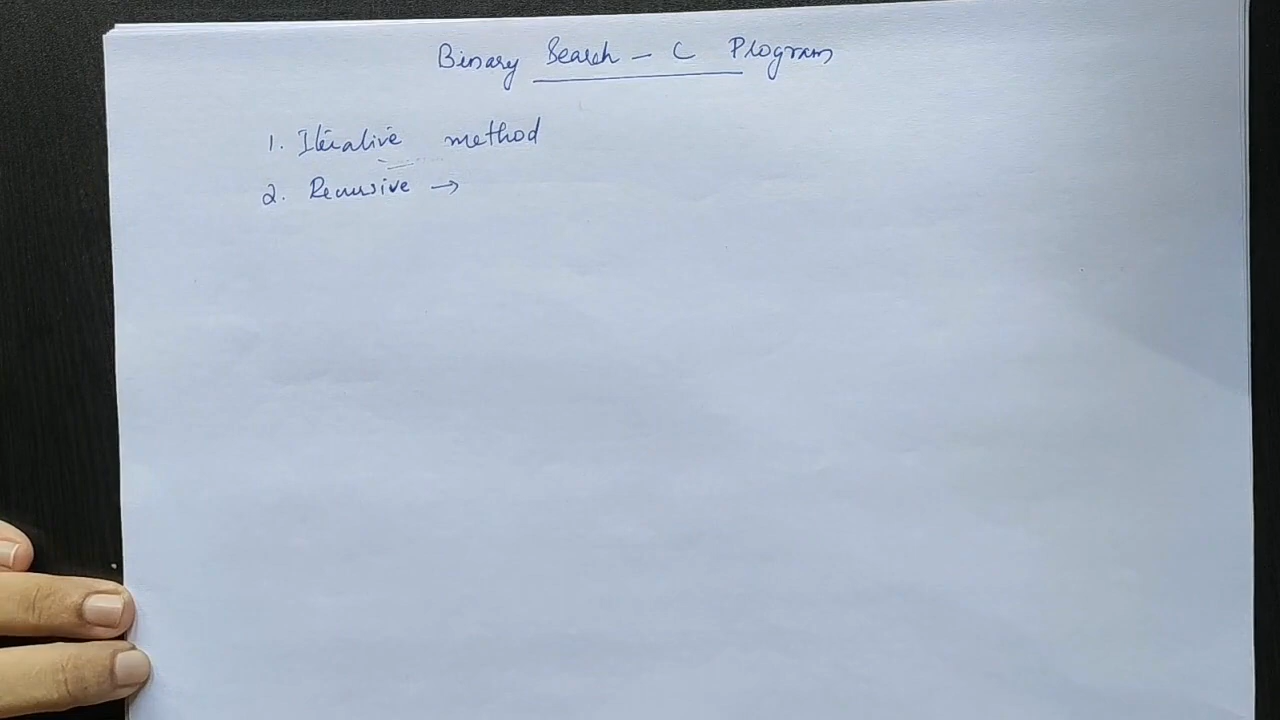 Binary Search - C Program
1. Iterative method
2. Recursive →